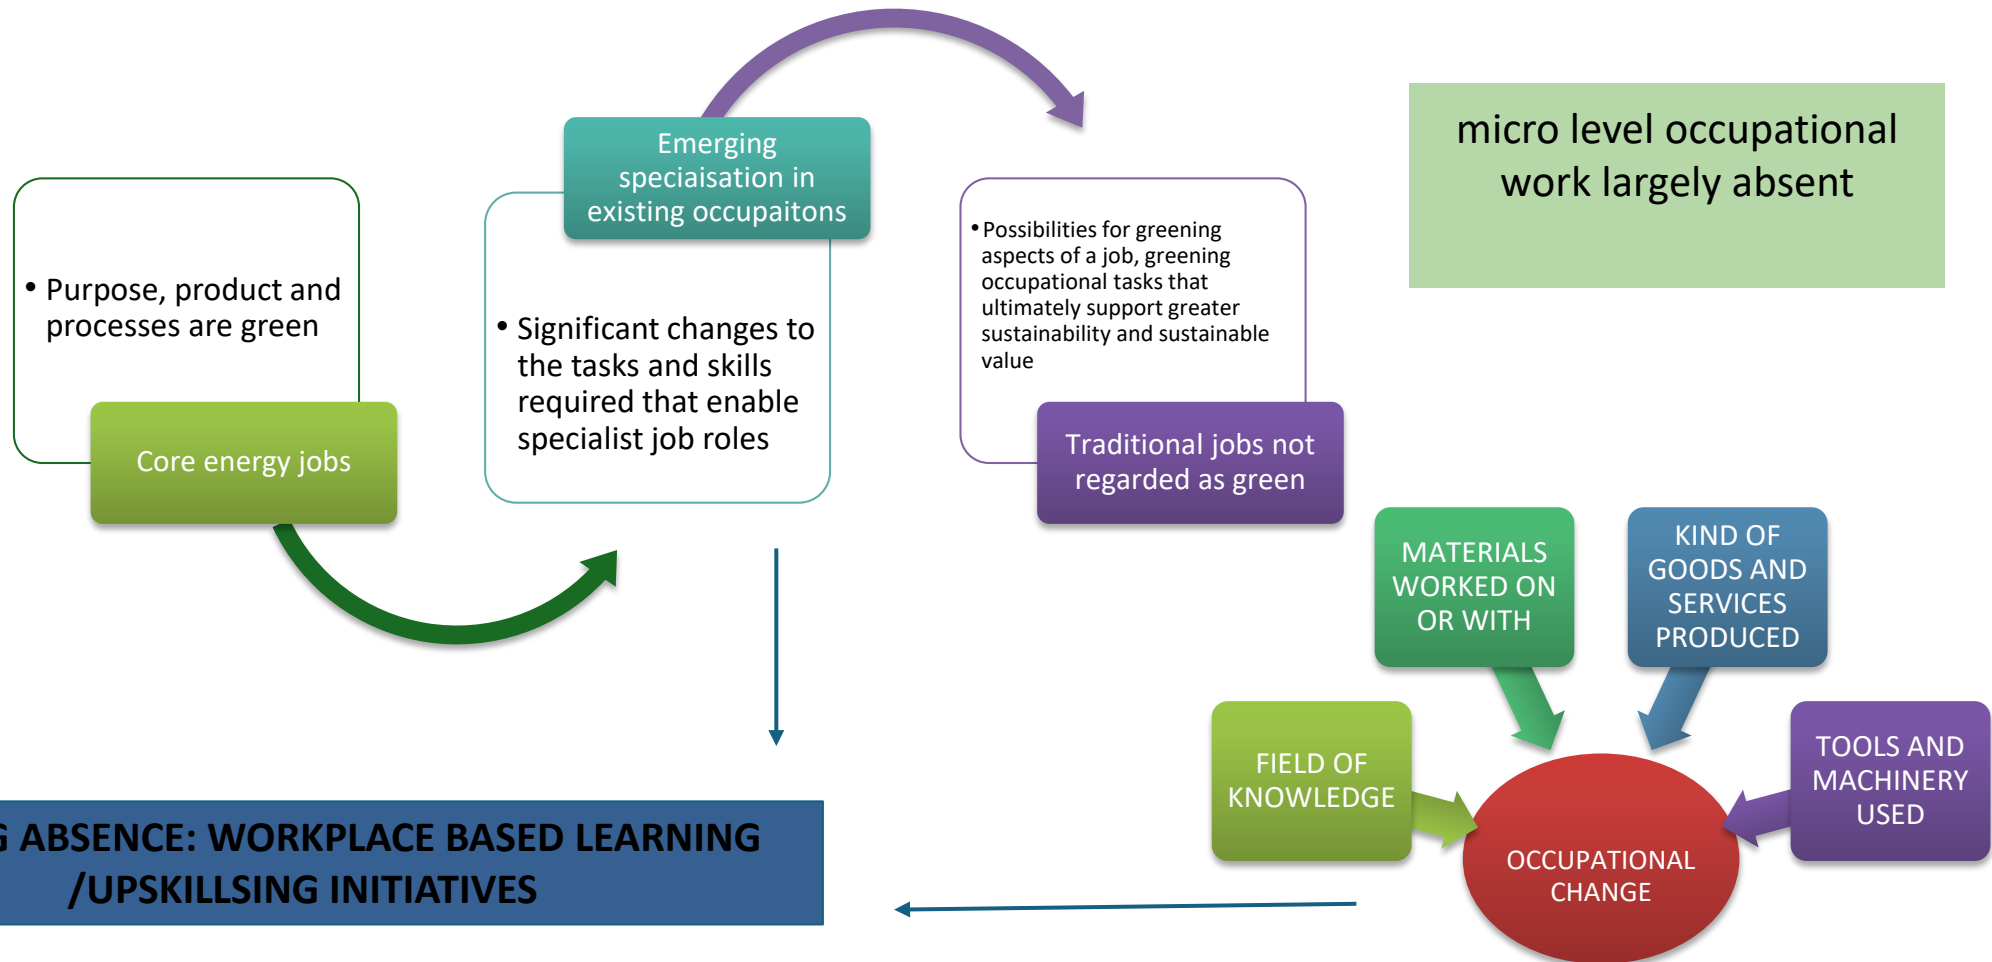 • Purpose, product and
processes are green
Core energy jobs
Emerging
speciaisation in
existing occupaitons
• Significant changes to
the tasks and skills
required that enable
specialist job roles
• Possibilities for greening
aspects of a job, greening
occupational tasks that
ultimately support greater
sustainability and sustainable
value
Traditional jobs not
regarded as green
micro level occupational
work largely absent
MATERIALS
WORKED ON
OR WITH
KIND OF
GOODS AND
SERVICES
PRODUCED
FIELD OF
KNOWLEDGE
TOOLS AND
MACHINERY
USED
OCCUPATIONAL
CHANGE
ABSENCE: WORKPLACE BASED LEARNING
/UPSKILLSING INITIATIVES